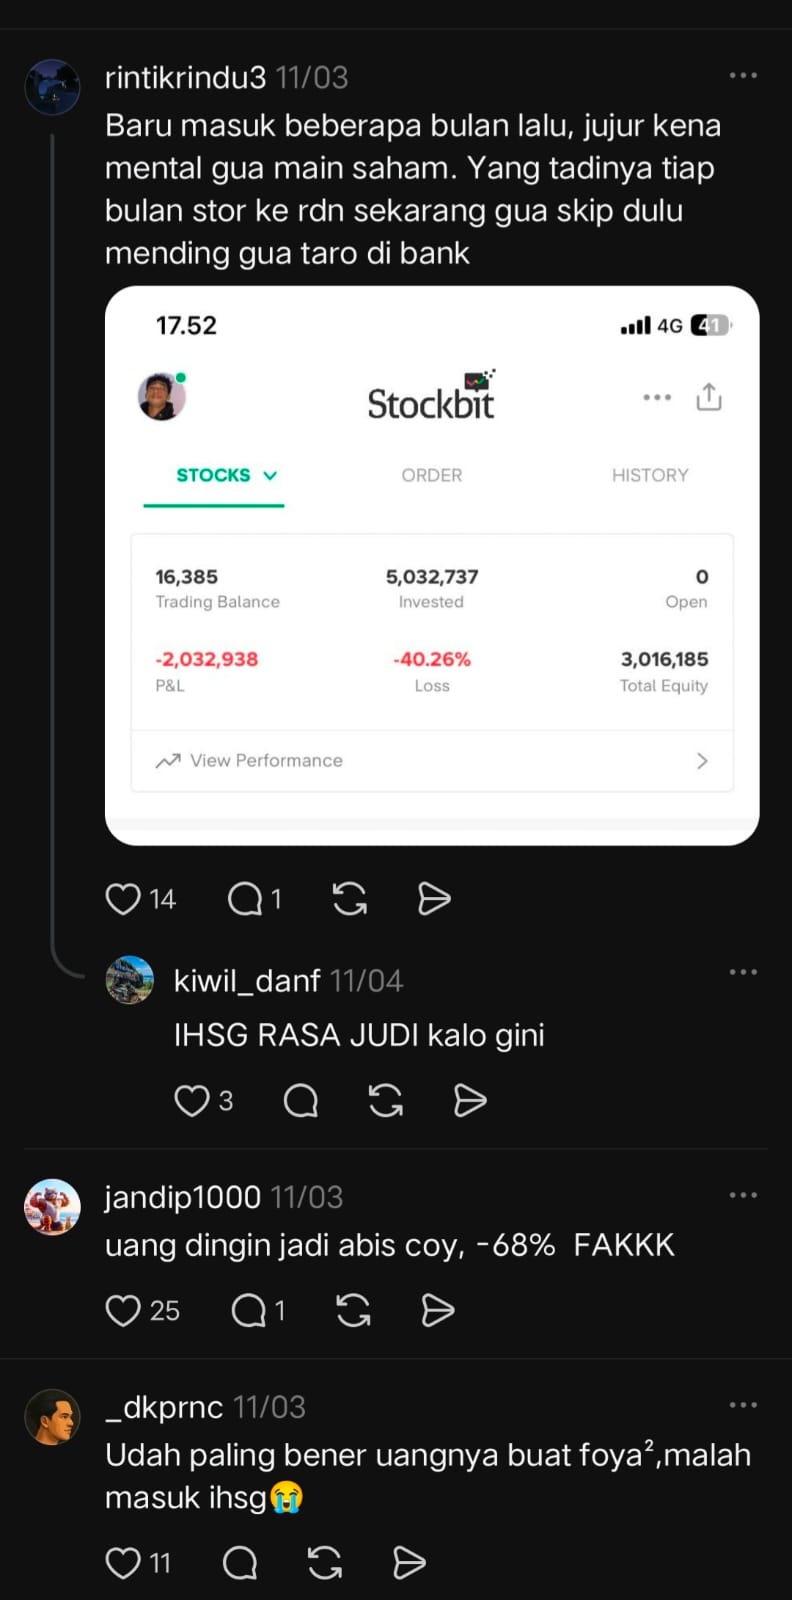 rintikrindu3 11/03
Baru masuk beberapa bulan lalu, jujur kena
mental gua main saham. Yang tadinya tiap
bulan stor ke rdn sekarang gua skip dulu
mending gua taro di bank
17.52 4G 41
Stockbit
STOCKS ORDER HISTORY
16,385 5,032,737 0
Trading Balance Invested Open
-2,032,938 -40.26% 3,016,185
P&L Loss Total Equity
View Performance
14 1
kiwil_danf 11/04
IHSG RASA JUDI kalo gini
3
jandip1000 11/03
uang dingin jadi abis coy, -68% FAKKK
25 1
_dkprnc 11/03
Udah paling bener uangnya buat foya²,malah
masuk ihsg😭
11